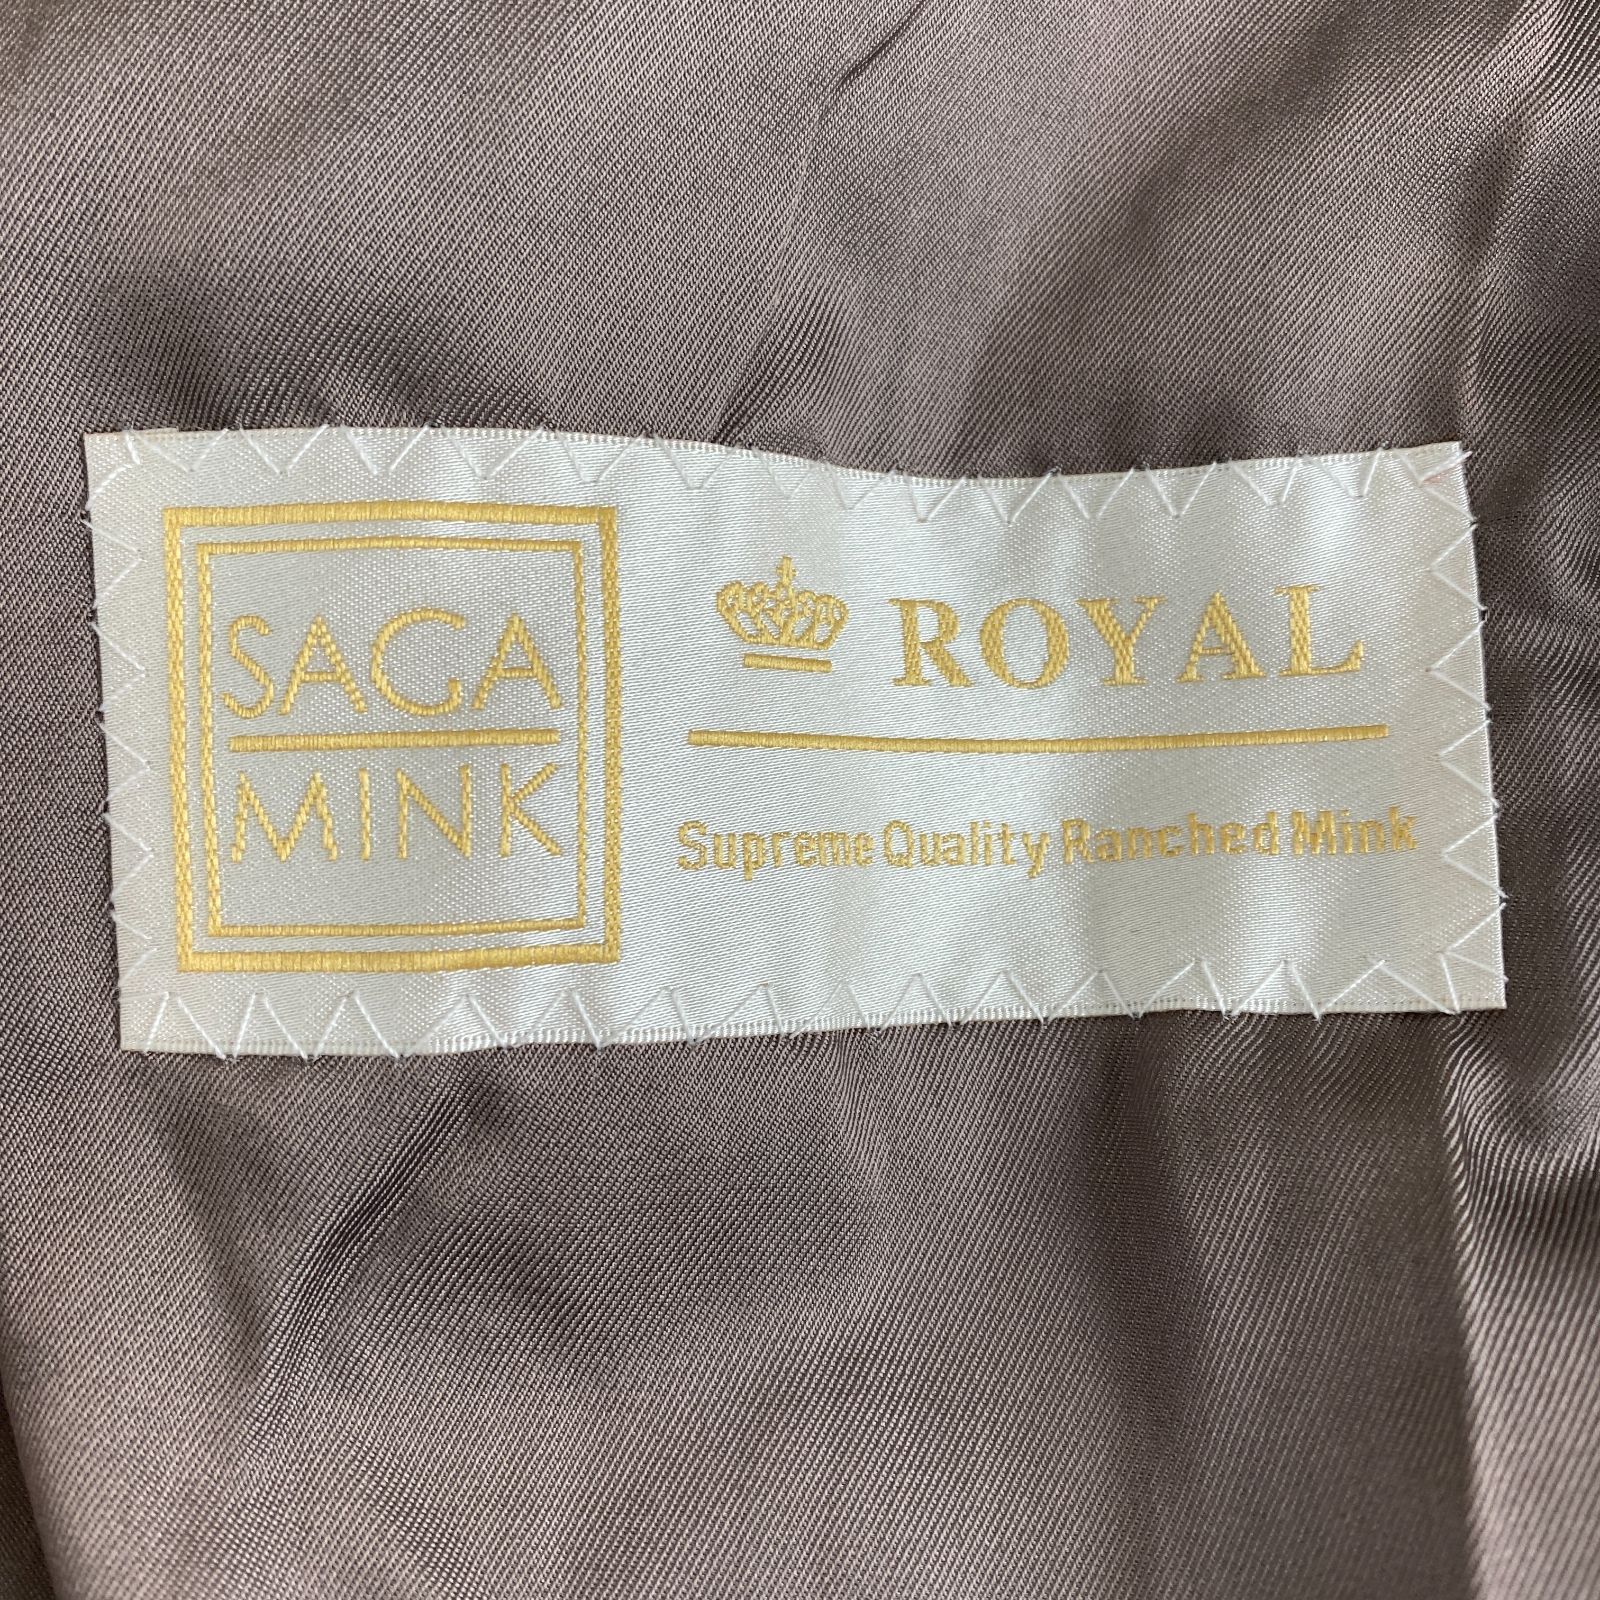 SAGA
MINK
ROYAL
Supreme Quality Ranched Mink